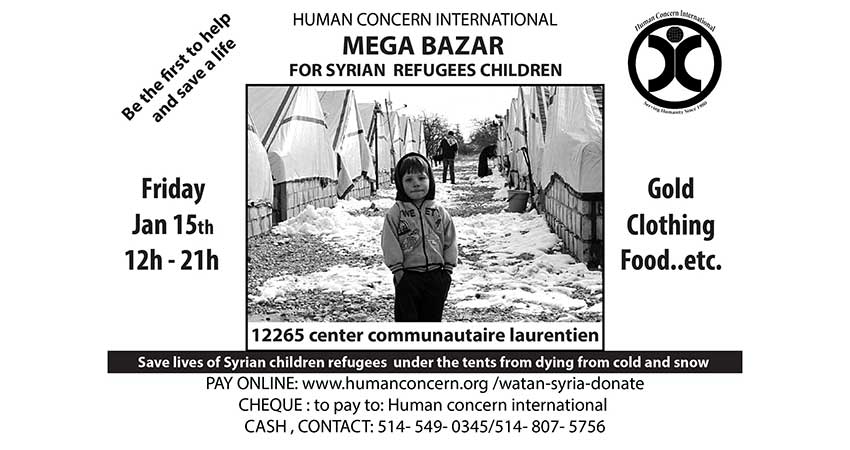 Be the first to help
and save a life
HUMAN CONCERN INTERNATIONAL
MEGA BAZAR
FOR SYRIAN REFUGEES CHILDREN
Human Concern International
Serving Humanity Since 1980
Friday
Jan 15th
12h - 21h
Gold
Clothing
Food..etc.
12265 center communautaire laurentien
Save lives of Syrian children refugees under the tents from dying from cold and snow
PAY ONLINE: www.humanconcern.org /watan-syria-donate
CHEQUE : to pay to: Human concern international
CASH , CONTACT: 514- 549- 0345/514- 807- 5756